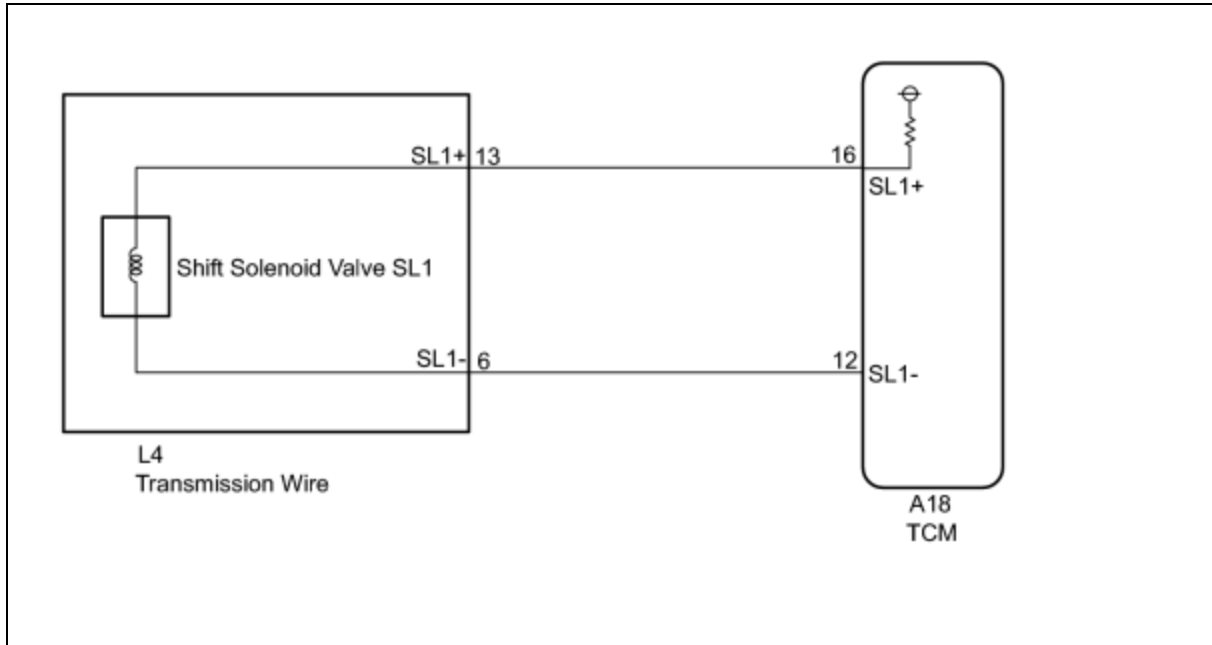 SL1+ 13
16
SL1+
Shift Solenoid Valve SL1
SL1- 6
12
SL1-
L4
Transmission Wire
A18
TCM